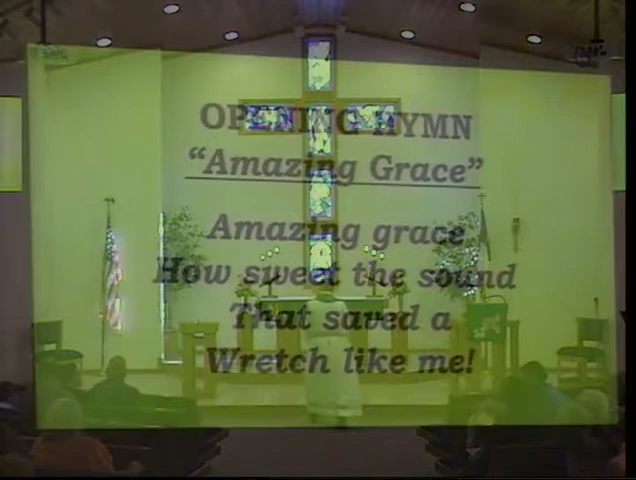 OPENING HYMN
“Amazing Grace”
Amazing grace
How sweet the sound
That saved a
Wretch like me!